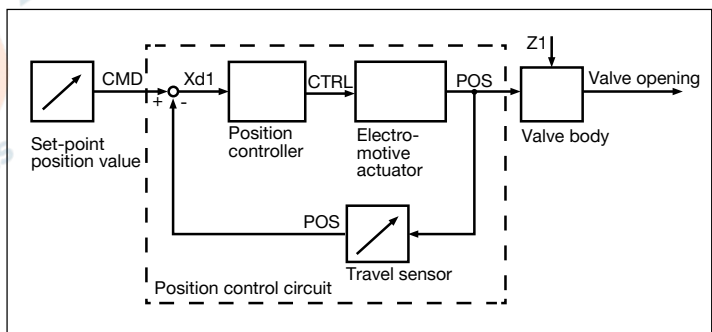 Z1
CMD
Xd1
CTRL
POS
Valve opening
+
-
Set-point
position value
Position
controller
Electro-
motive
actuator
Valve body
POS
Travel sensor
Position control circuit